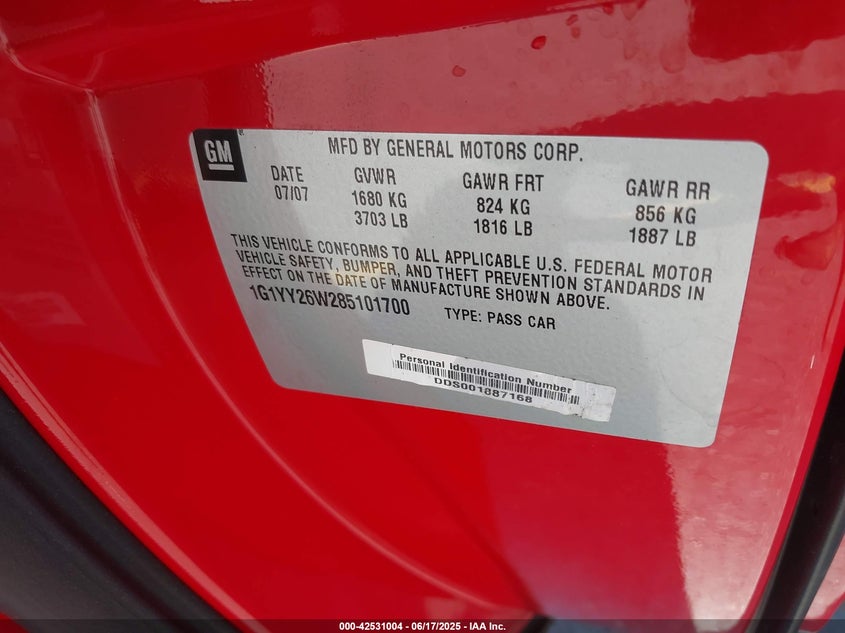 GM
MFD BY GENERAL MOTORS CORP.
DATE GVWR GAWR FRT GAWR RR
07/07 1680 KG 824 KG 856 KG
3703 LB 1816 LB 1887 LB
THIS VEHICLE CONFORMS TO ALL APPLICABLE U.S. FEDERAL MOTOR
VEHICLE SAFETY, BUMPER, AND THEFT PREVENTION STANDARDS IN
EFFECT ON THE DATE OF MANUFACTURE SHOWN ABOVE.
1G1YY26W285101700 TYPE: PASS CAR
Personal Identification Number
DDS001887168
000-42531004 - 06/17/2025 - IAA Inc.